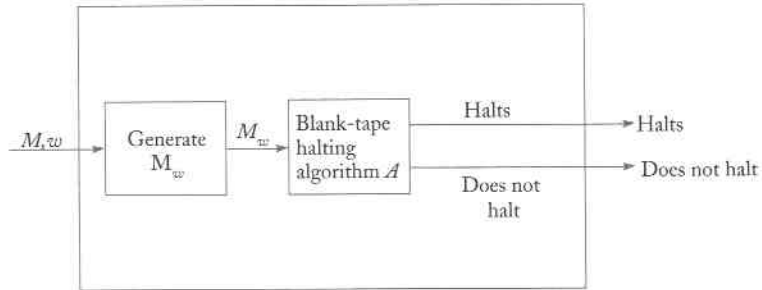 M, w
Generate
M_w
M_w
Blank-tape
halting
algorithm A
Halts
Does not
halt
Halts
Does not halt